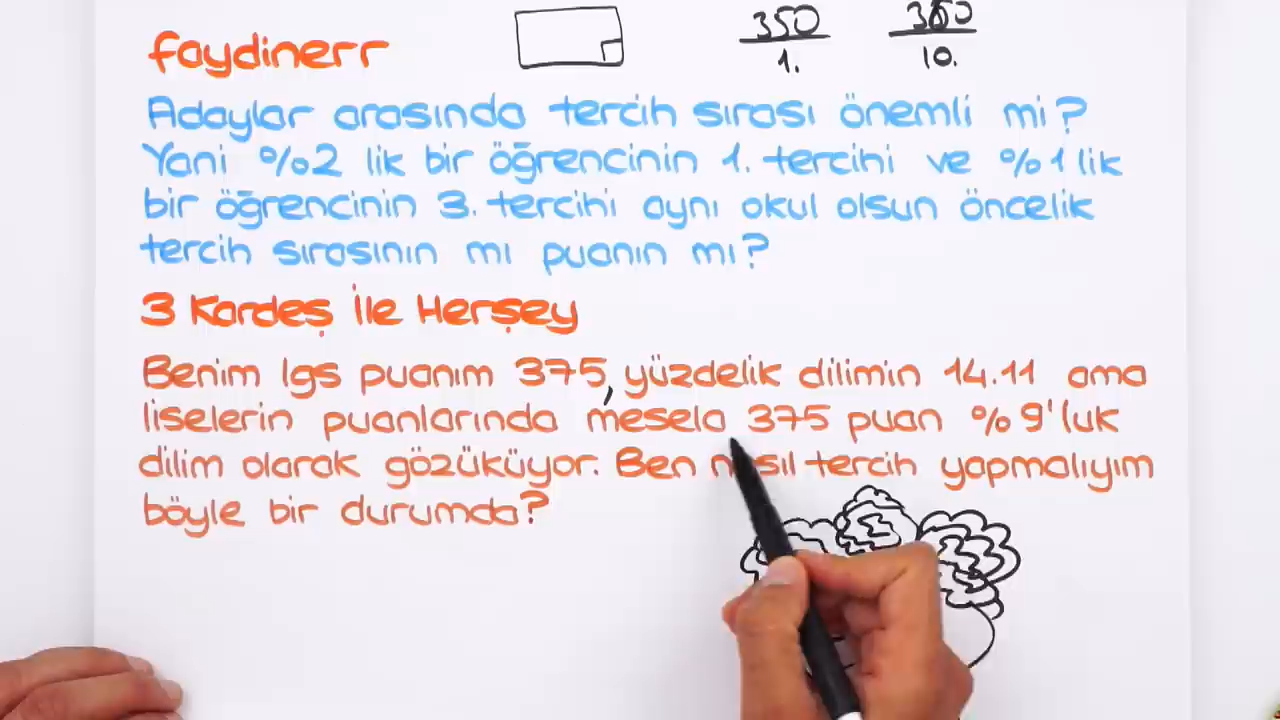 350 360
1. 10.
faydinerr
Adaylar arasında tercih sırası önemli mi?
Yani %2 lik bir öğrencinin 1. tercihi ve %1 lik
bir öğrencinin 3. tercihi aynı okul olsun öncelik
tercih sırasının mı puanın mı?
3 Kardeş İle Herşey
Benim lgs puanım 375, yüzdelik dilimin 14.11 ama
liselerin puanlarında mesela 375 puan %9'luk
dilim olarak gözüküyor. Ben nasıl tercih yapmalıyım
böyle bir durumda?